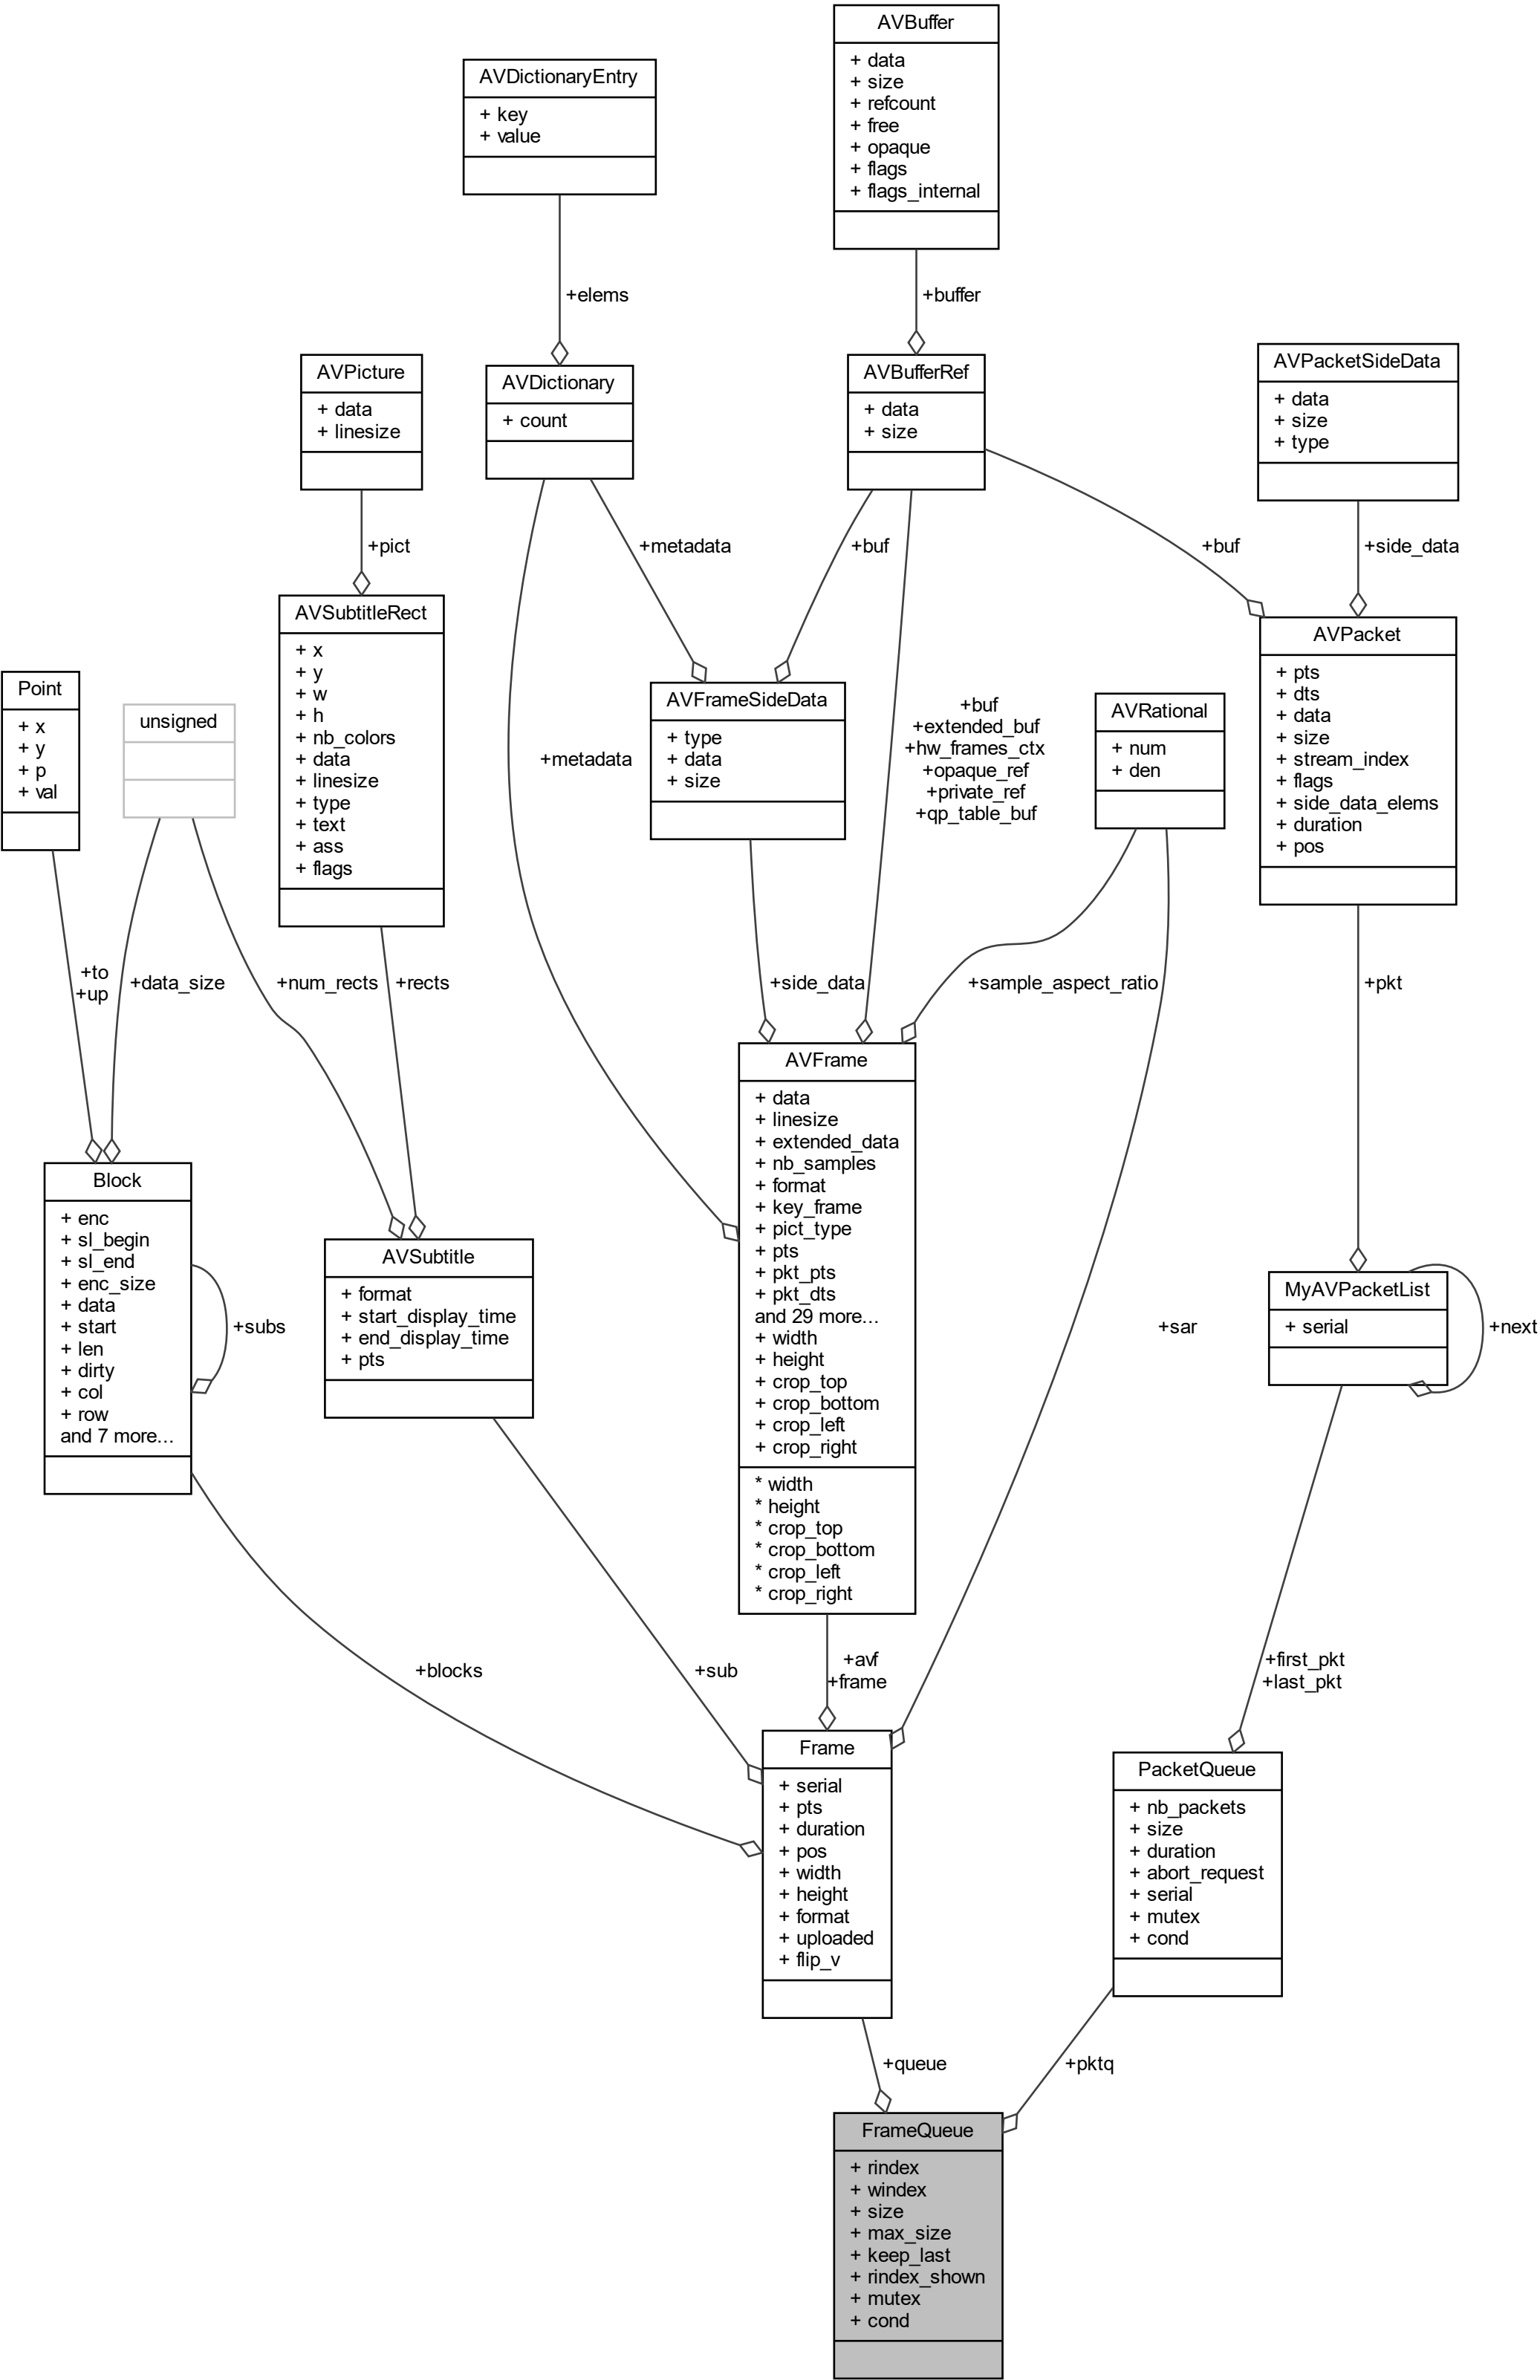 AVBuffer
+ data
+ size
+ refcount
+ free
+ opaque
+ flags
+ flags_internal
AVDictionaryEntry
+ key
+ value
+elems
+buffer
AVPicture
+ data
+ linesize
AVDictionary
+ count
AVBufferRef
+ data
+ size
AVPacketSideData
+ data
+ size
+ type
+pict
+metadata
+buf
+buf
+side_data
Point
+ x
+ y
+ p
+ val
unsigned
AVSubtitleRect
+ x
+ y
+ w
+ h
+ nb_colors
+ data
+ linesize
+ type
+ text
+ ass
+ flags
+metadata
AVFrameSideData
+ type
+ data
+ size
+buf
+extended_buf
+hw_frames_ctx
+opaque_ref
+private_ref
+qp_table_buf
AVRational
+ num
+ den
AVPacket
+ pts
+ dts
+ data
+ size
+ stream_index
+ flags
+ side_data_elems
+ duration
+ pos
+to
+up
+data_size
+num_rects
+rects
+side_data
+sample_aspect_ratio
+pkt
Block
+ enc
+ sl_begin
+ sl_end
+ enc_size
+ data
+ start
+ len
+ dirty
+ col
+ row
and 7 more...
+subs
AVSubtitle
+ format
+ start_display_time
+ end_display_time
+ pts
AVFrame
+ data
+ linesize
+ extended_data
+ nb_samples
+ format
+ key_frame
+ pict_type
+ pts
+ pkt_pts
+ pkt_dts
and 29 more...
+ width
+ height
+ crop_top
+ crop_bottom
+ crop_left
+ crop_right
* width
* height
* crop_top
* crop_bottom
* crop_left
* crop_right
+sar
MyAVPacketList
+ serial
+next
+blocks
+sub
+avf
+frame
+first_pkt
+last_pkt
Frame
+ serial
+ pts
+ duration
+ pos
+ width
+ height
+ format
+ uploaded
+ flip_v
PacketQueue
+ nb_packets
+ size
+ duration
+ abort_request
+ serial
+ mutex
+ cond
+queue
+pktq
FrameQueue
+ rindex
+ windex
+ size
+ max_size
+ keep_last
+ rindex_shown
+ mutex
+ cond